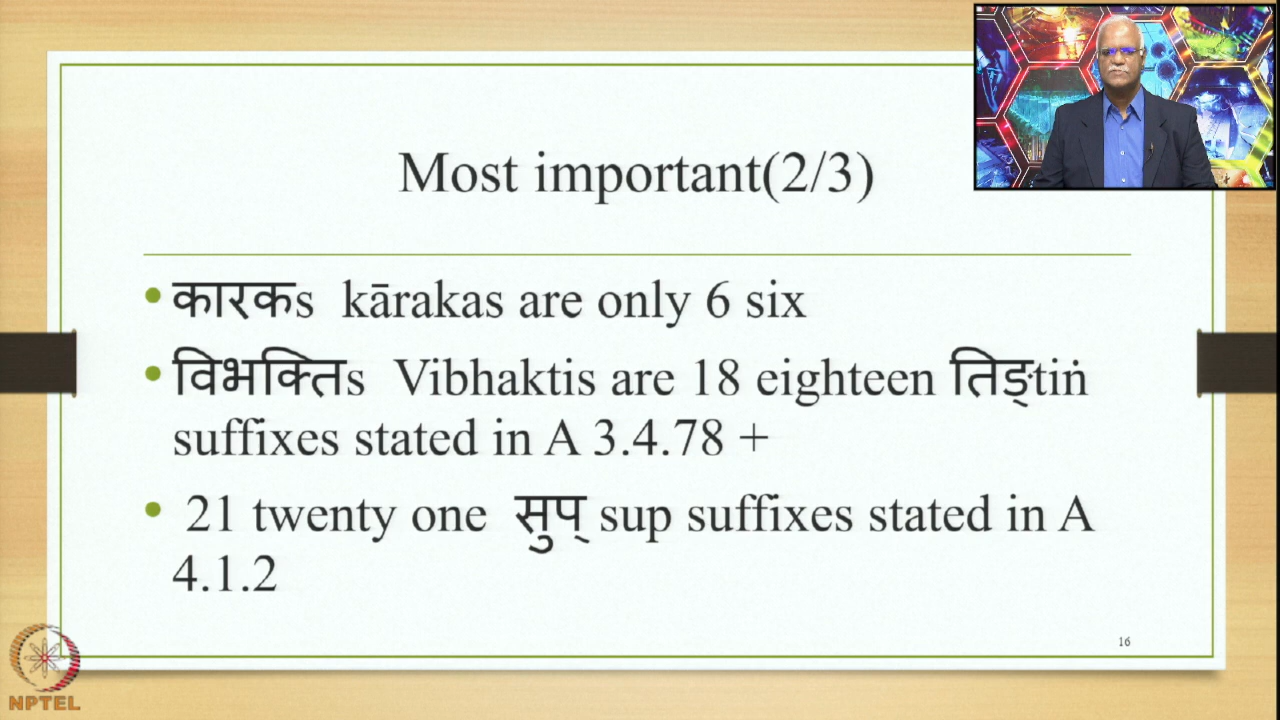 Most important(2/3)
• कारकs kārakas are only 6 six
• विभक्तिs Vibhaktis are 18 eighteen तिङ्tiṅ
suffixes stated in A 3.4.78 +
• 21 twenty one सुप् sup suffixes stated in A
4.1.2
16
NPTEL